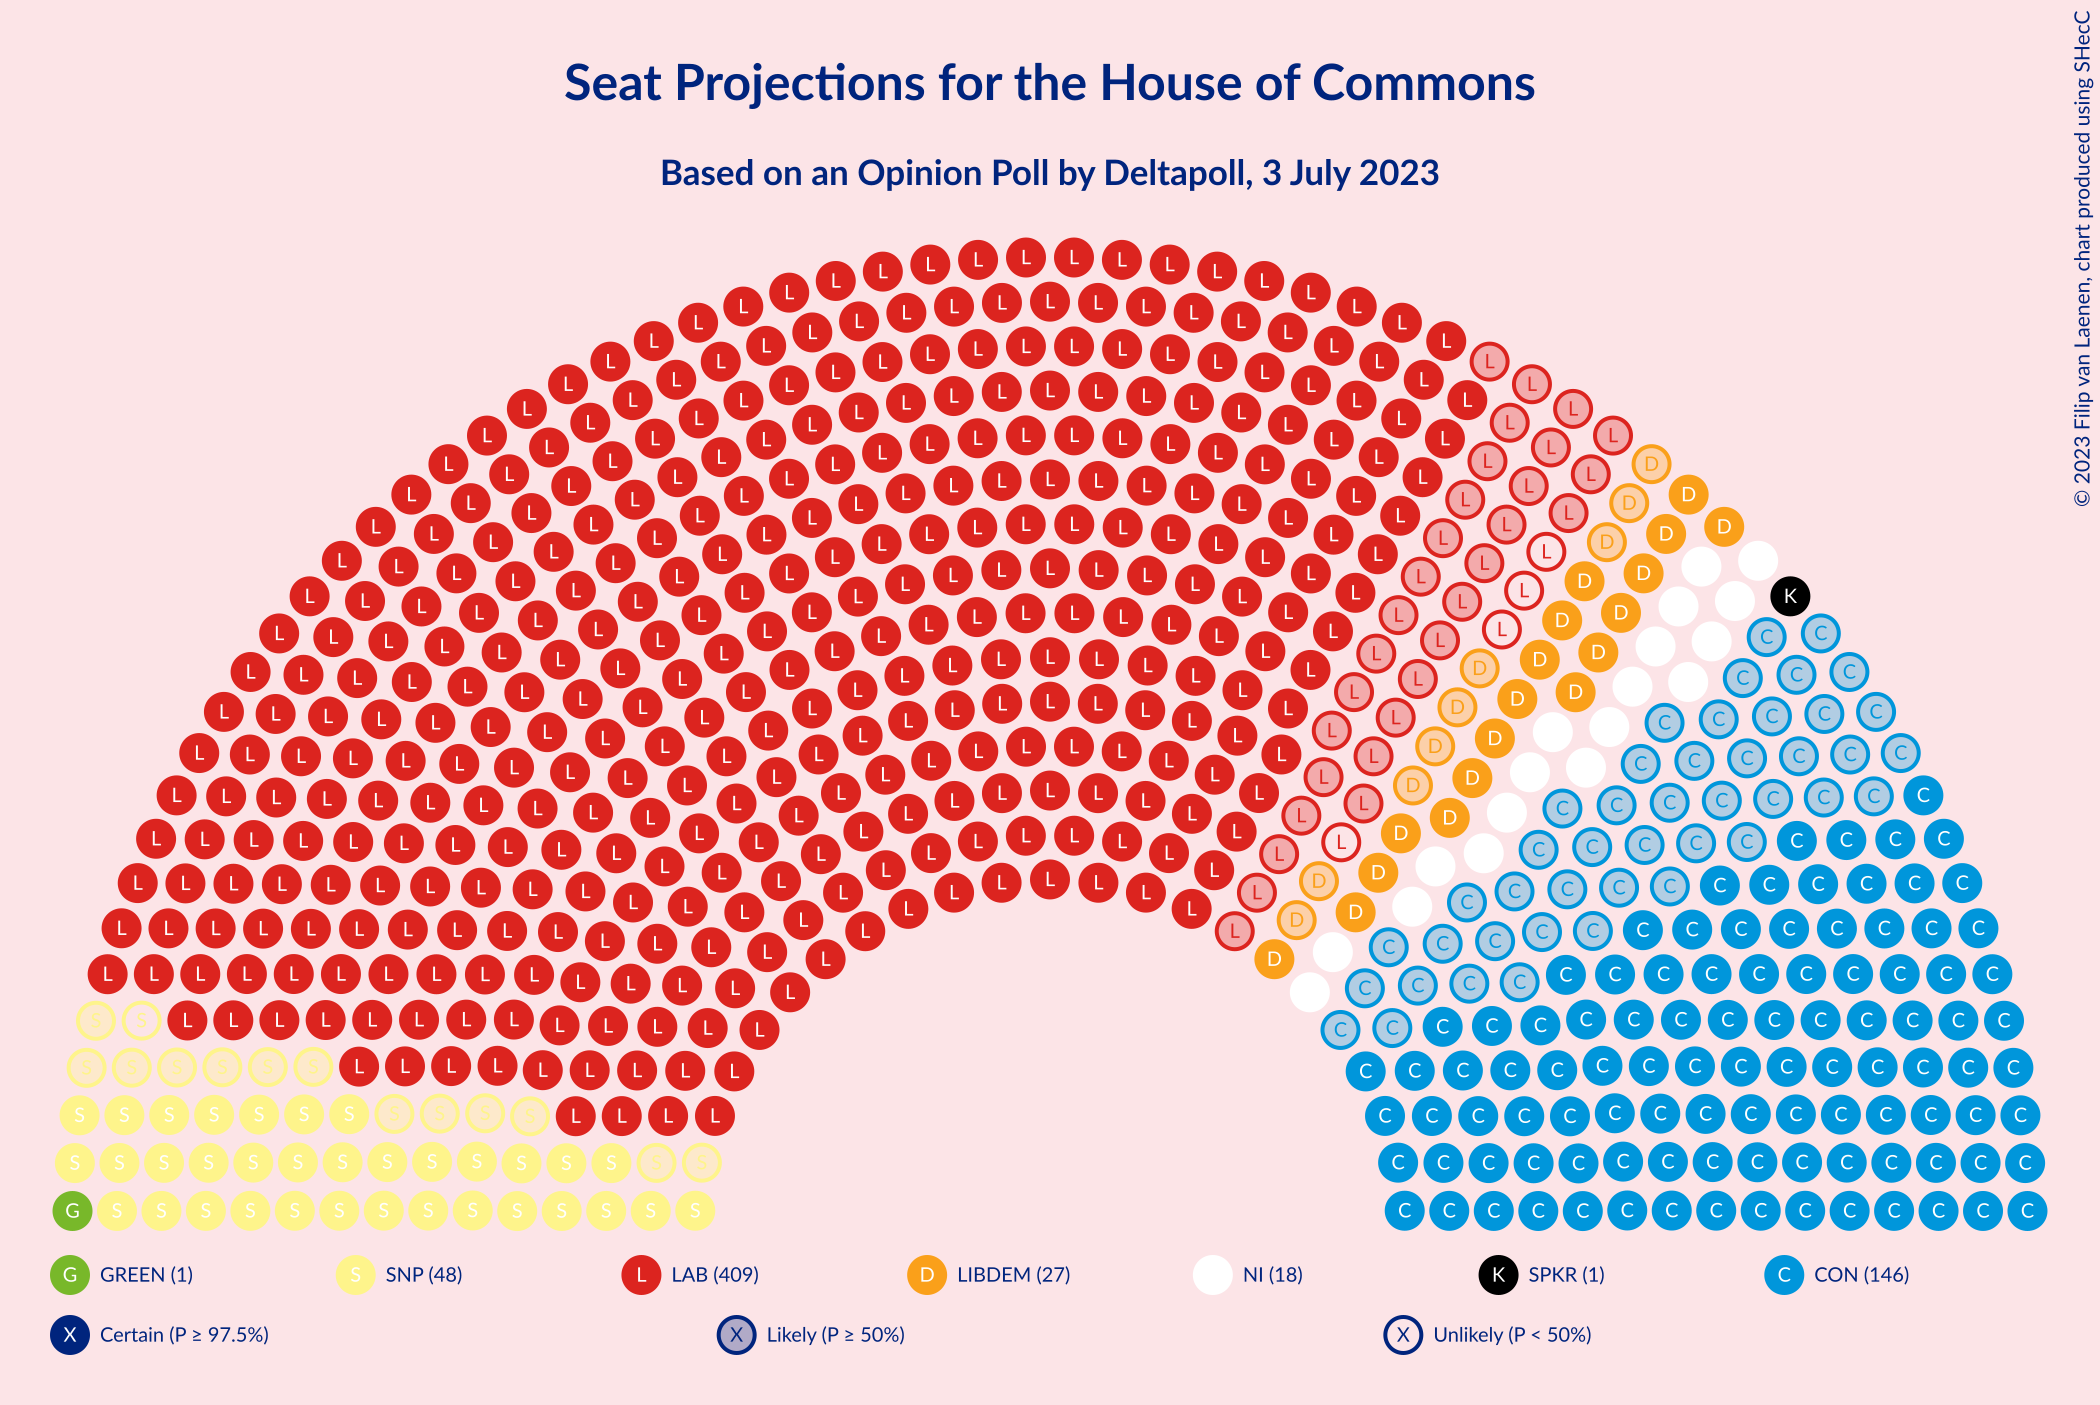 Seat Projections for the House of Commons
Based on an Opinion Poll by Deltapoll, 3 July 2023
© 2023 Filip van Laenen, chart produced using SHecC
G GREEN (1)
S SNP (48)
L LAB (409)
D LIBDEM (27)
NI (18)
K SPKR (1)
C CON (146)
X Certain (P ≥ 97.5%)
X Likely (P ≥ 50%)
X Unlikely (P < 50%)